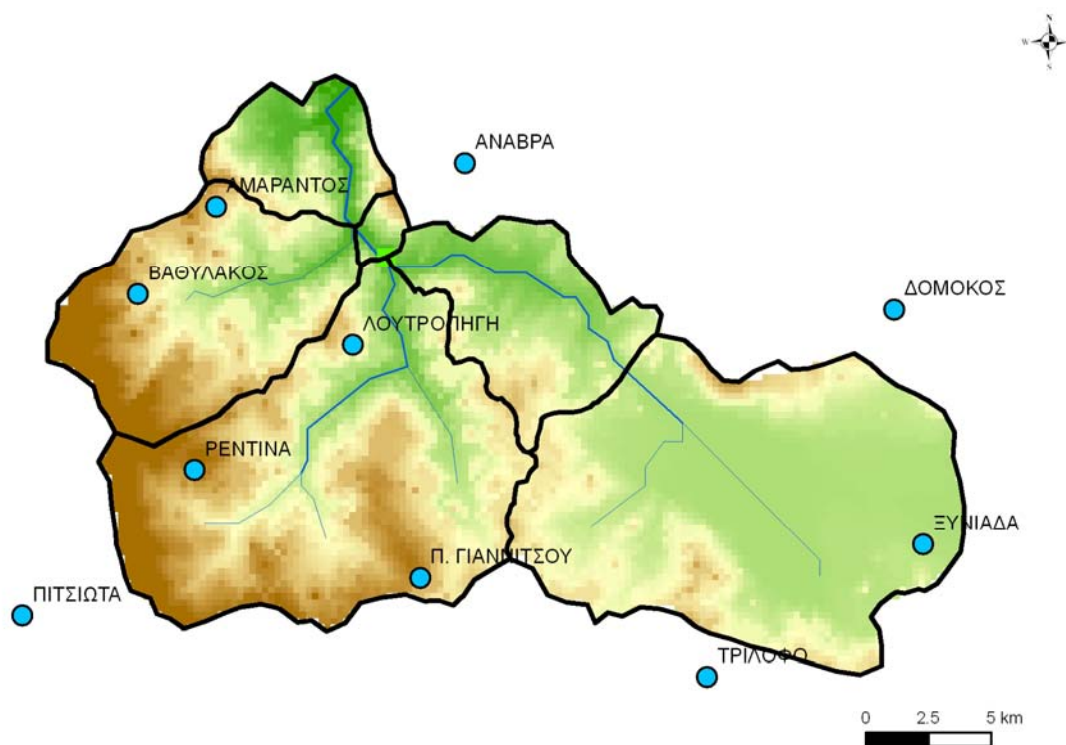 N
W
S
ΑΝΑΒΡΑ
ΑΜΑΡΑΝΤΟΣ
ΒΑΘΥΛΑΚΟΣ
ΔΟΜΟΚΟΣ
ΛΟΥΤΡΟΠΗΓΗ
ΡΕΝΤΙΝΑ
ΞΥΝΙΑΔΑ
Π. ΓΙΑΝΝΙΤΣΟΥ
ΠΙΤΣΙΩΤΑ
ΤΡΙΛΟΦΟ
0 2.5 5 km